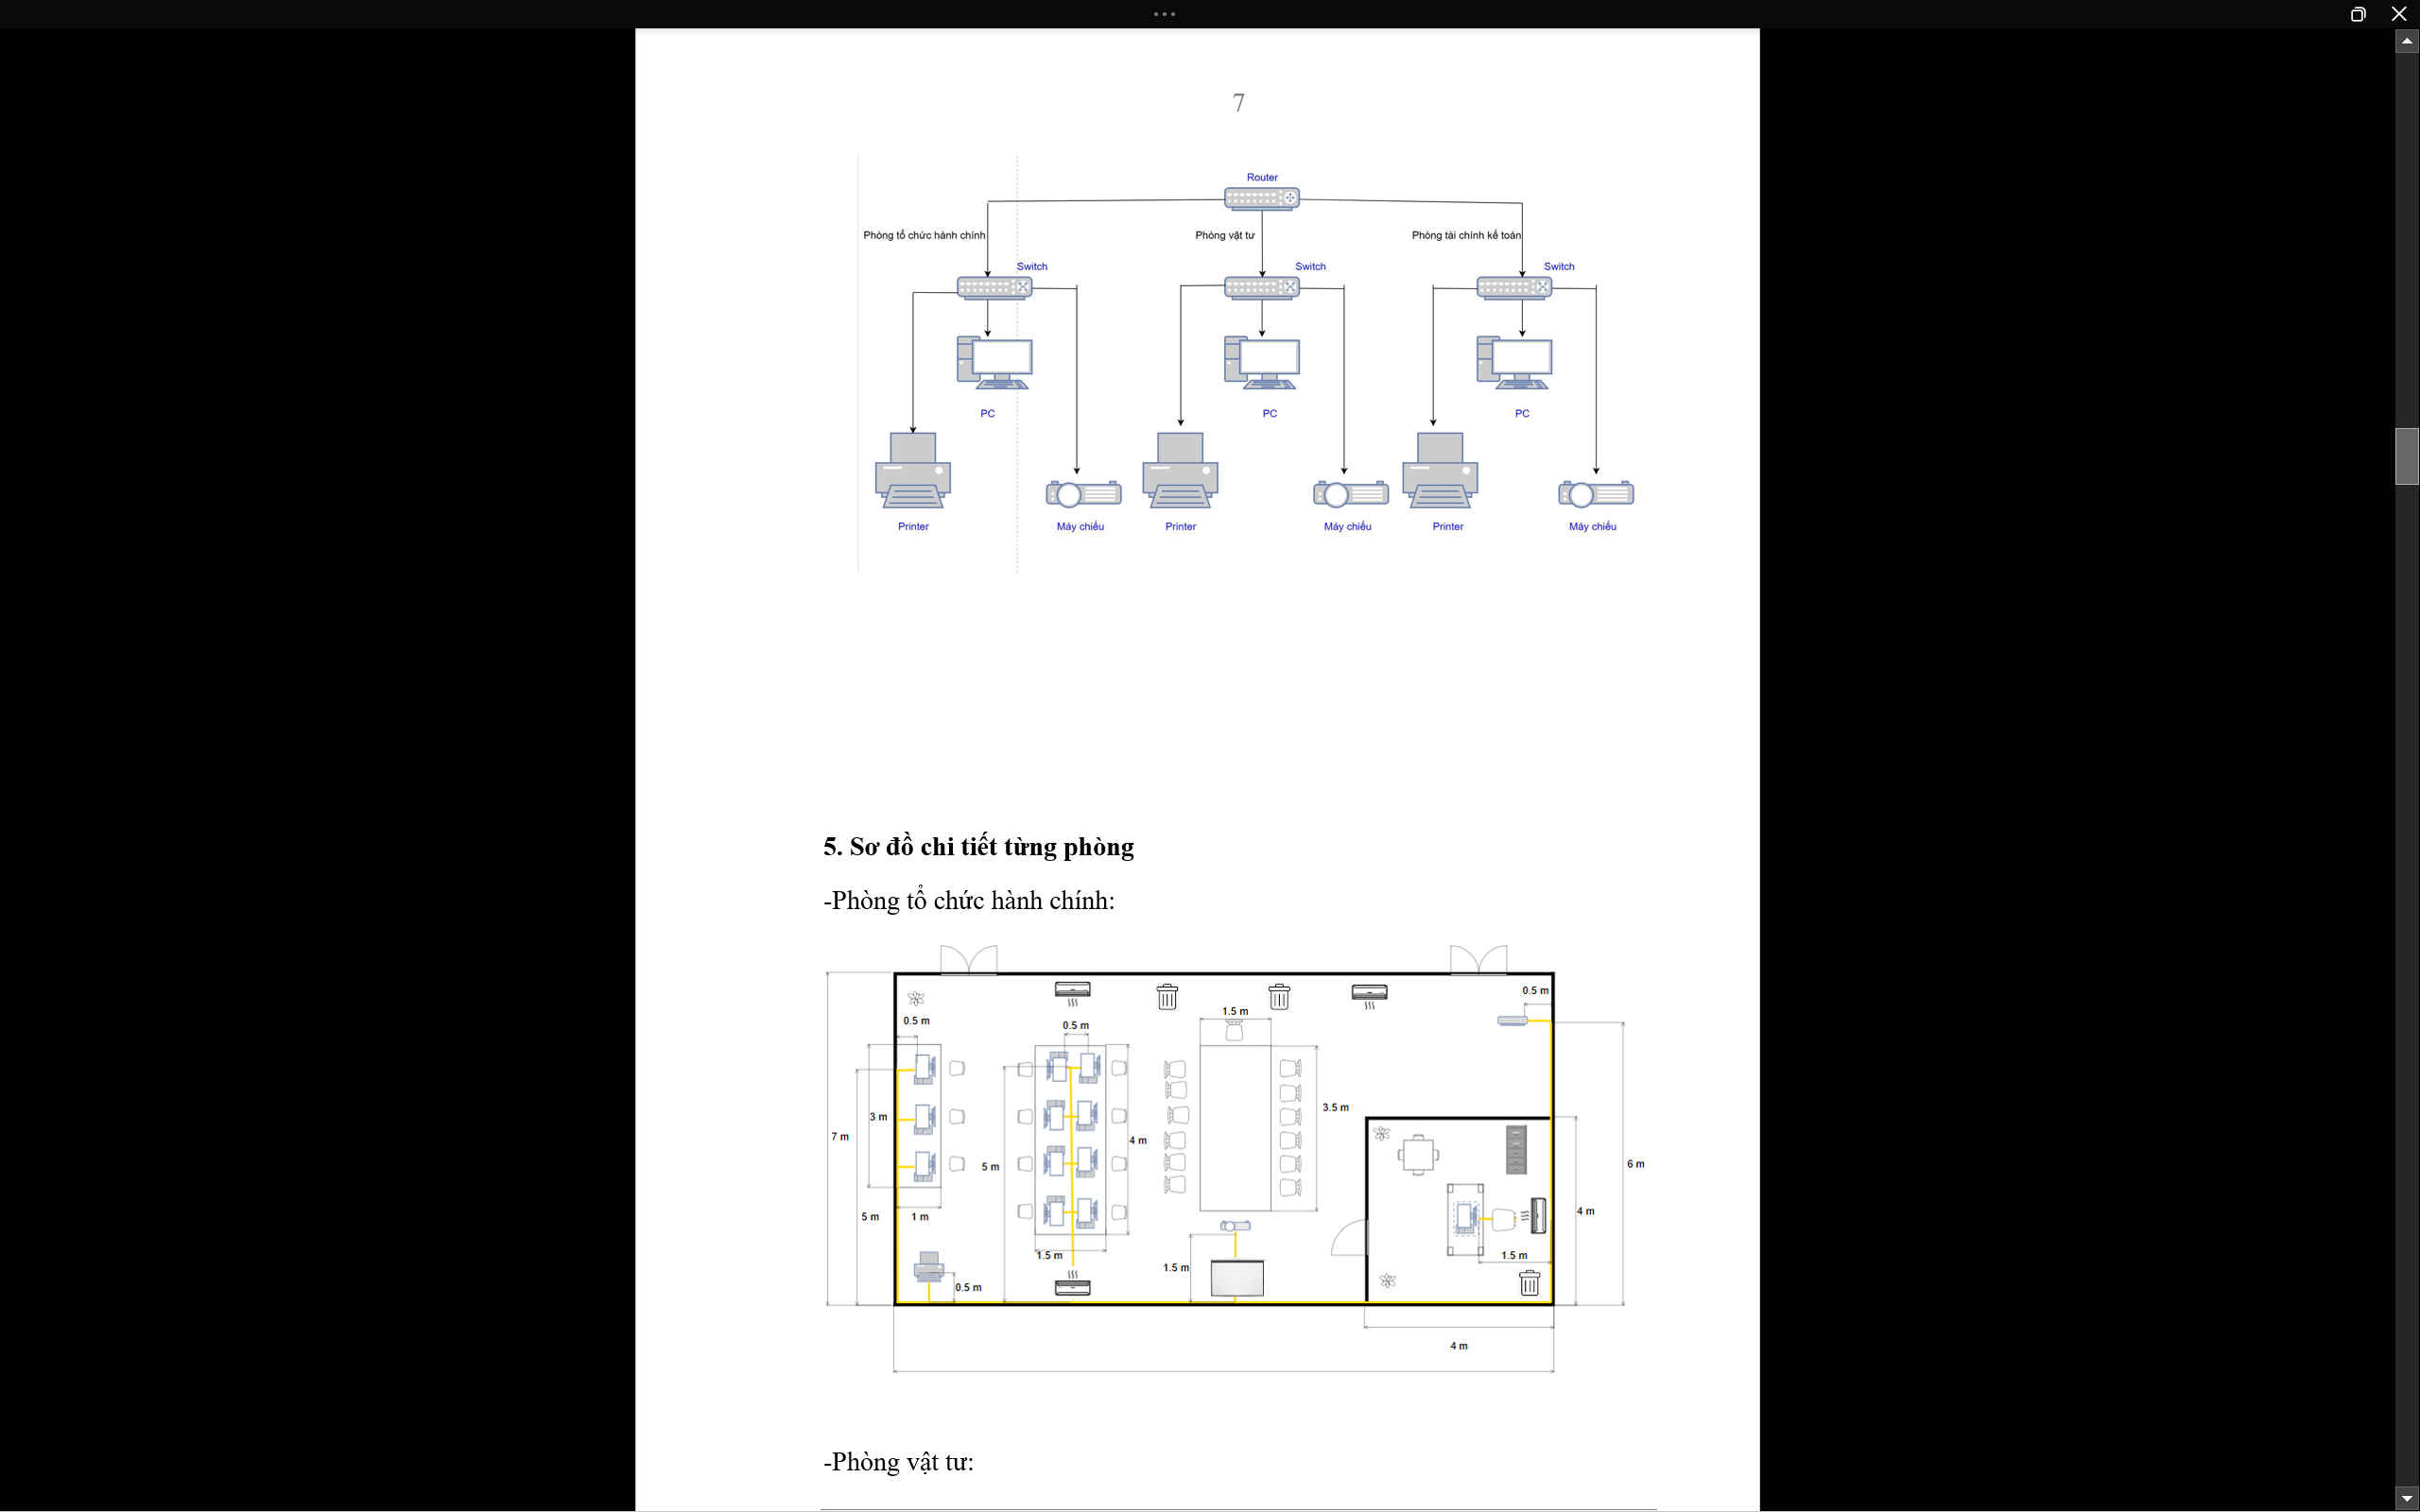 7
Router
Phòng tổ chức hành chính
Phòng vật tư
Phòng tài chính kế toán
Switch
Switch
Switch
PC
PC
PC
Printer
Máy chiếu
Printer
Máy chiếu
Printer
Máy chiếu
5. Sơ đồ chi tiết từng phòng
-Phòng tổ chức hành chính:
0.5 m
1.5 m
0.5 m
0.5 m
3.5 m
3 m
7 m
4 m
5 m
6 m
4 m
5 m
1 m
1.5 m
1.5 m
1.5 m
0.5 m
4 m
-Phòng vật tư: